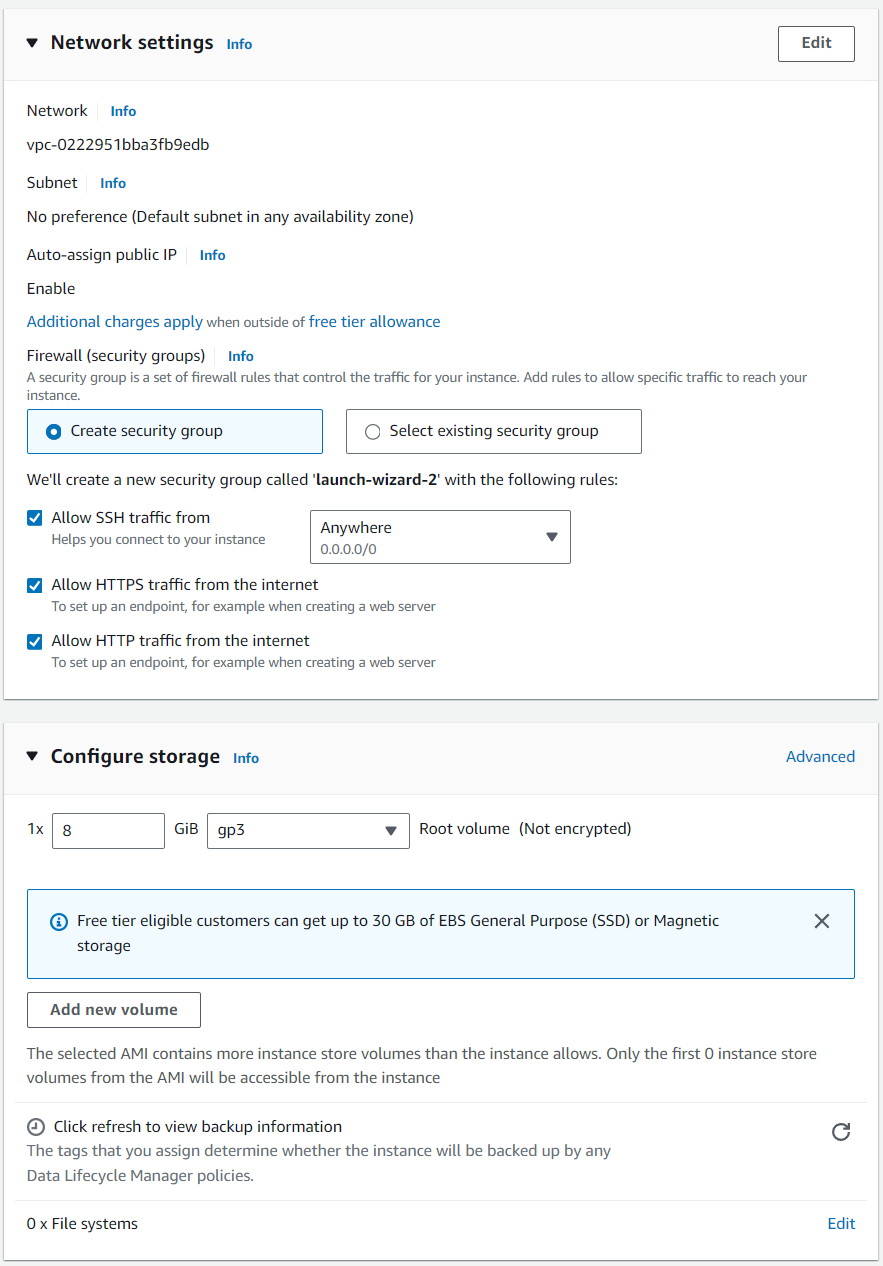 Network settings Info Edit
Network Info
vpc-0222951bba3fb9edb
Subnet Info
No preference (Default subnet in any availability zone)
Auto-assign public IP Info
Enable
Additional charges apply when outside of free tier allowance
Firewall (security groups) Info
A security group is a set of firewall rules that control the traffic for your instance. Add rules to allow specific traffic to reach your
instance.
Create security group Select existing security group
We'll create a new security group called 'launch-wizard-2' with the following rules:
Allow SSH traffic from
Helps you connect to your instance
Anywhere
0.0.0.0/0
Allow HTTPS traffic from the internet
To set up an endpoint, for example when creating a web server
Allow HTTP traffic from the internet
To set up an endpoint, for example when creating a web server
Configure storage Info Advanced
1x 8 GiB gp3 Root volume (Not encrypted)
Free tier eligible customers can get up to 30 GB of EBS General Purpose (SSD) or Magnetic
storage
Add new volume
The selected AMI contains more instance store volumes than the instance allows. Only the first 0 instance store
volumes from the AMI will be accessible from the instance
Click refresh to view backup information
The tags that you assign determine whether the instance will be backed up by any
Data Lifecycle Manager policies.
0 x File systems Edit